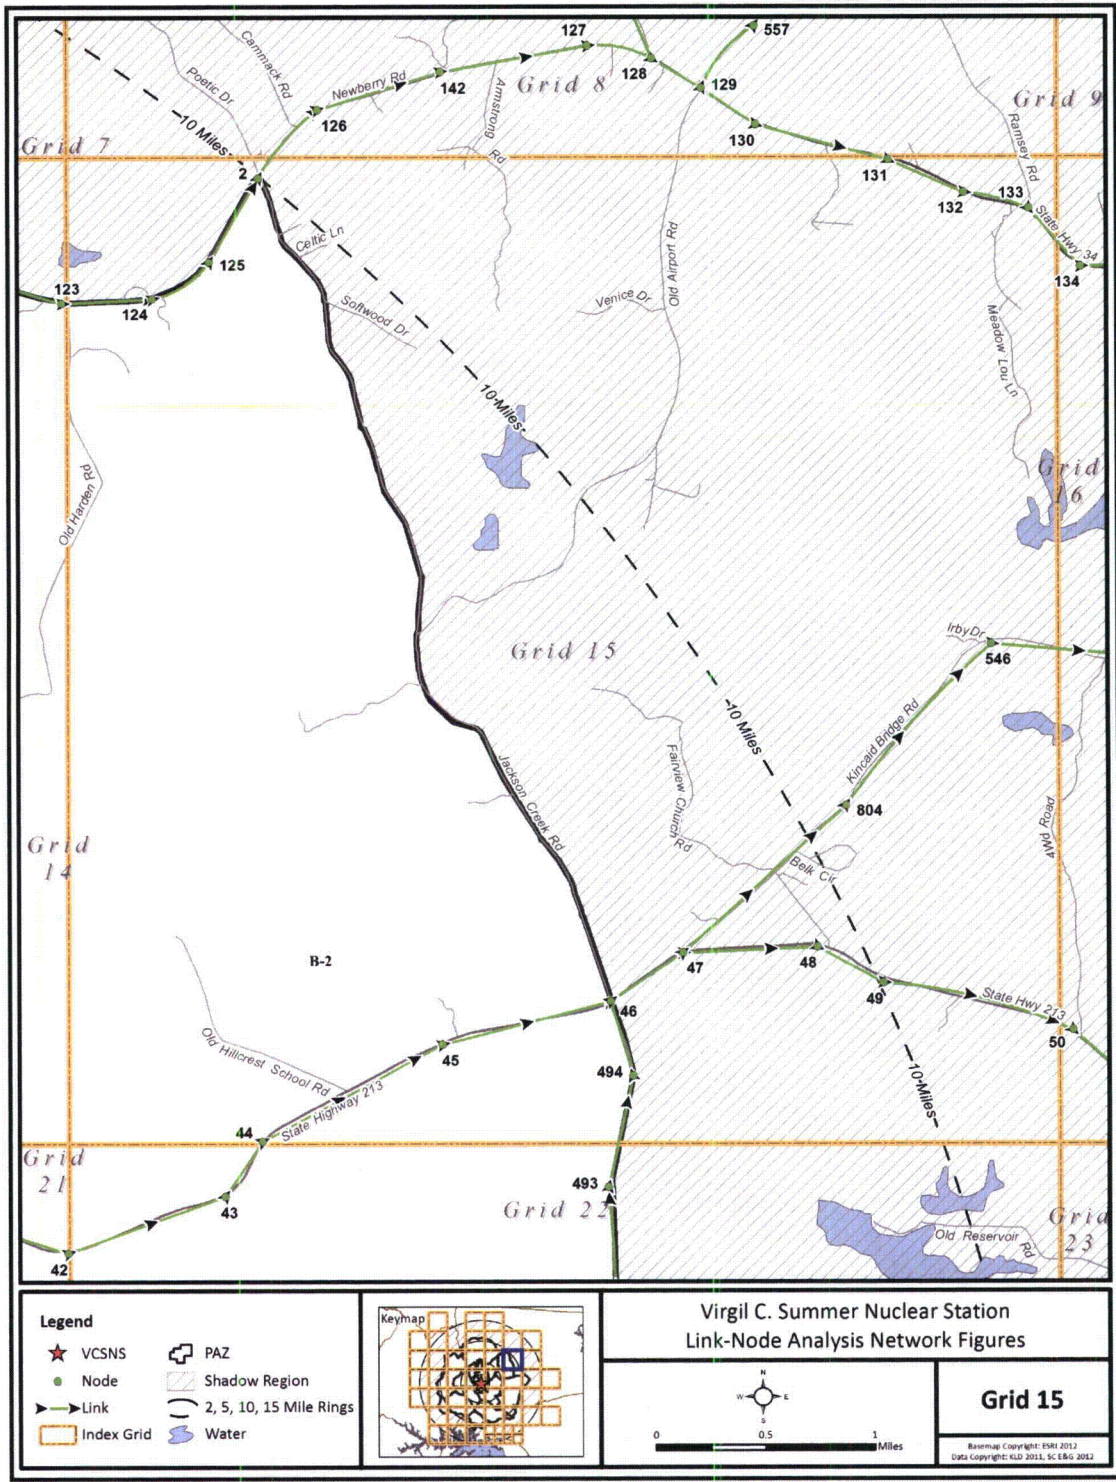 127
557
Cammack Rd
Poetic Dr
Newberry Rd
142
128
129
Grid 8
Grid 9
126
Armstrong
Rd
130
Ramsey Rd
10 Miles
Grid 7
2
131
132
133
State Hwy 34
134
Celtic Ln
125
123
124
Softwood Dr
Venice Dr
Old Airport Rd
Meadow Lou Ln
10 Miles
Grid
16
Old Harden Rd
Grid 15
Irby Dr
546
10 Miles
Kincaid Bridge Rd
Jackson Creek Rd
Fairview Church Rd
804
4Wd Road
Grid
14
Belk Cir
B-2
47
48
49
State Hwy 213
50
46
45
Old Hillcrest School Rd
State Highway 213
494
10 Miles
44
Grid
21
43
493
Grid 22
Grid
23
Old Reservoir
Rd
42
Legend
VCSNS
PAZ
Node
Shadow Region
Link
2, 5, 10, 15 Mile Rings
Index Grid
Water
Keymap
Virgil C. Summer Nuclear Station
Link-Node Analysis Network Figures
N
W E
S
0 0.5 1
Miles
Grid 15
Basemap Copyright: ESRI 2012
Data Copyright: KLD 2011, SC E&G 2012